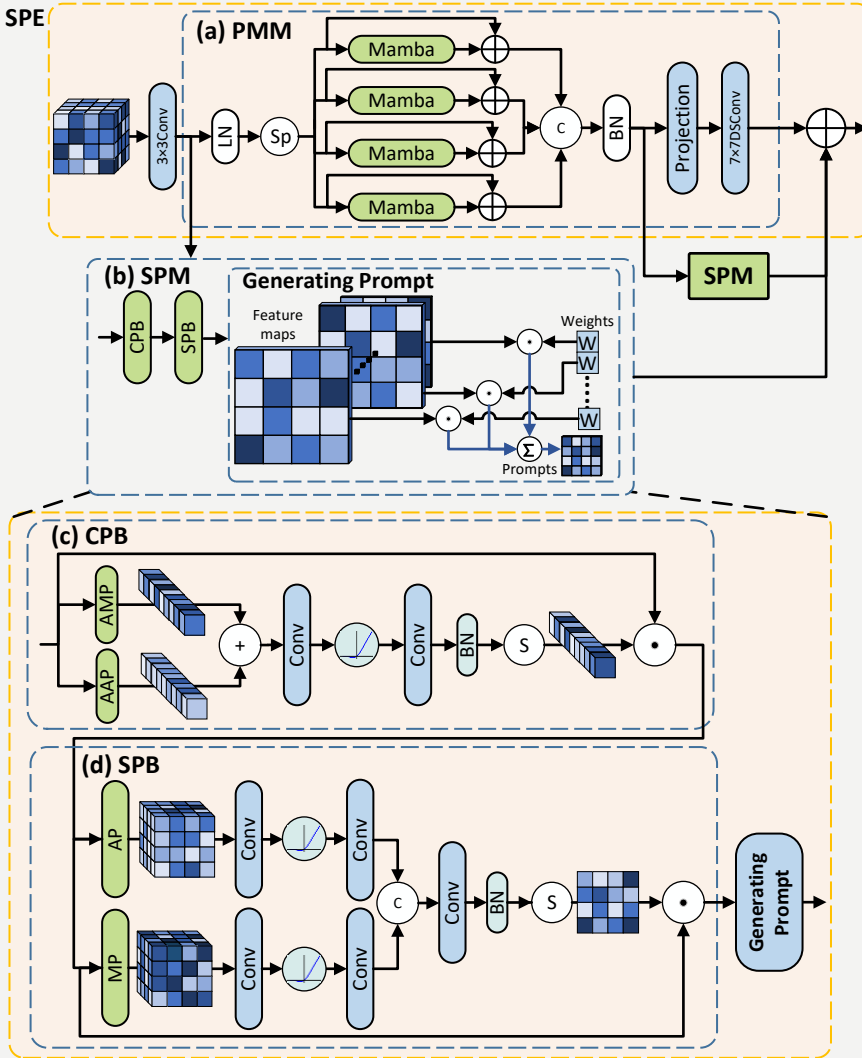 SPE
(a) PMM
3×3Conv
LN
Sp
Mamba
Mamba
Mamba
Mamba
C
BN
Projection
7×7DSConv
SPM
(b) SPM
CPB
SPB
Generating Prompt
Feature
maps
Weights
W
W
W
Σ
Prompts
(c) CPB
AMP
AAP
+
Conv
Conv
BN
S
(d) SPB
AP
Conv
Conv
MP
Conv
Conv
C
Conv
BN
S
Generating
Prompt